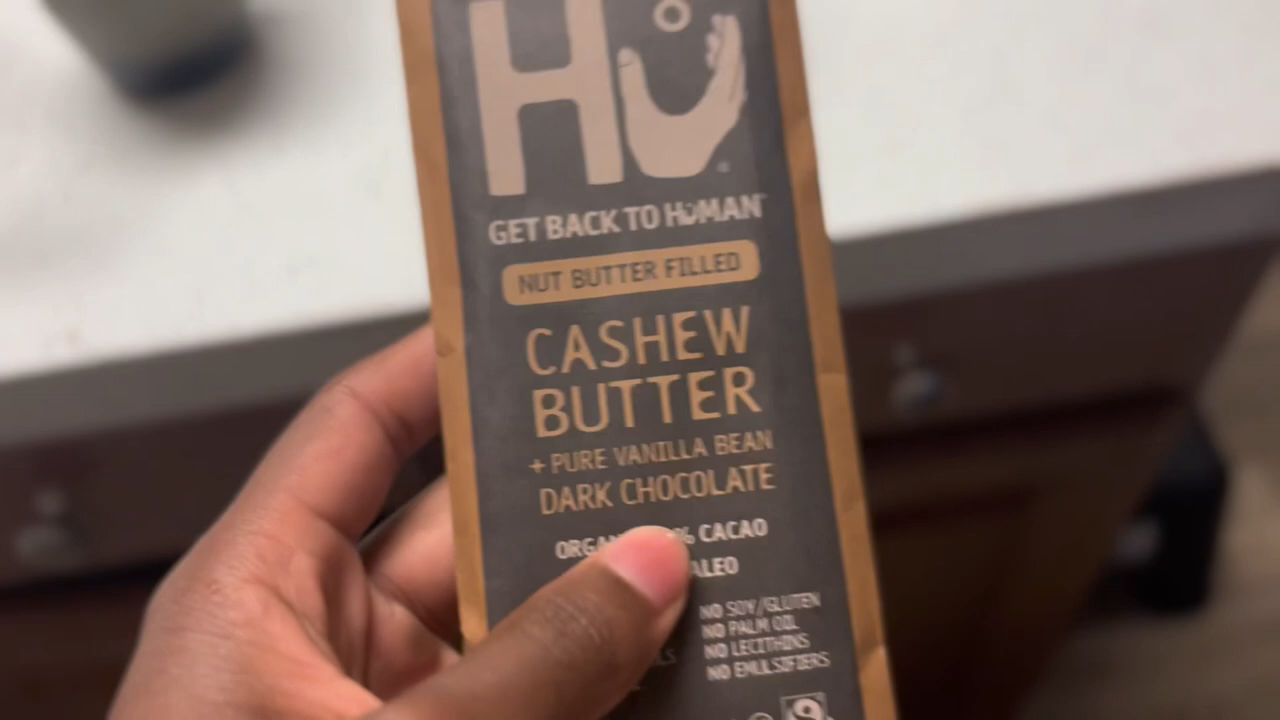 Hu
GET BACK TO HUMAN™
NUT BUTTER FILLED
CASHEW
BUTTER
+ PURE VANILLA BEAN
DARK CHOCOLATE
% CACAO
NO SOY/GLUTEN
NO PALM OIL
NO LECITHINS
NO EMULSIFIERS